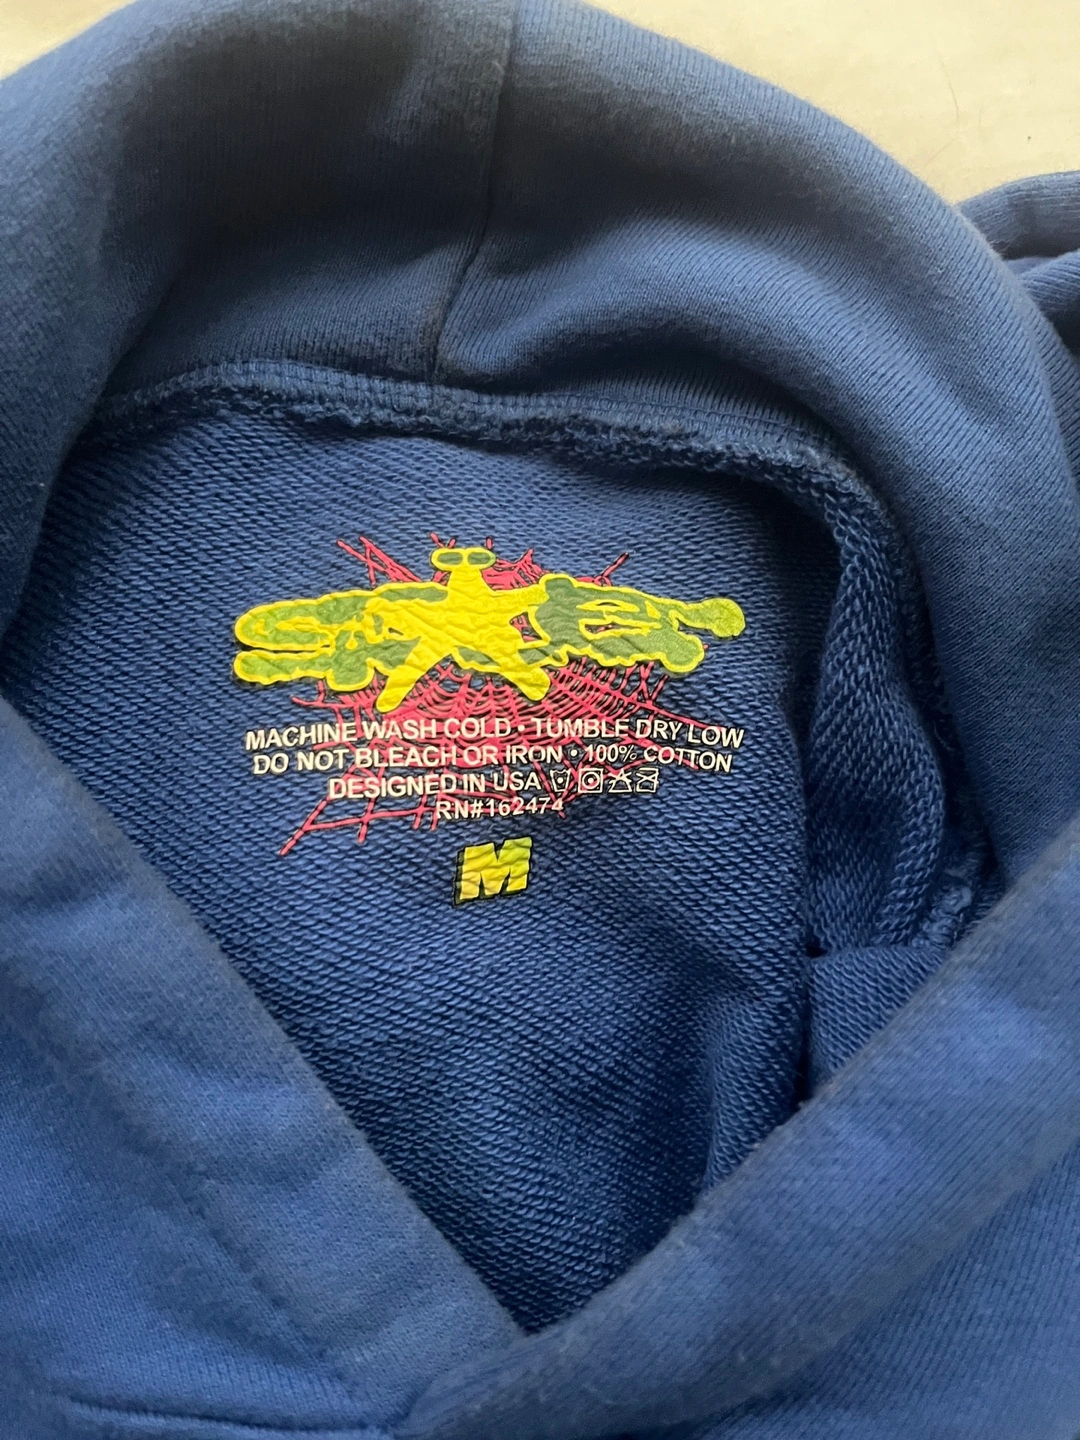 MACHINE WASH COLD • TUMBLE DRY LOW
DO NOT BLEACH OR IRON • 100% COTTON
DESIGNED IN USA
RN#162474
M